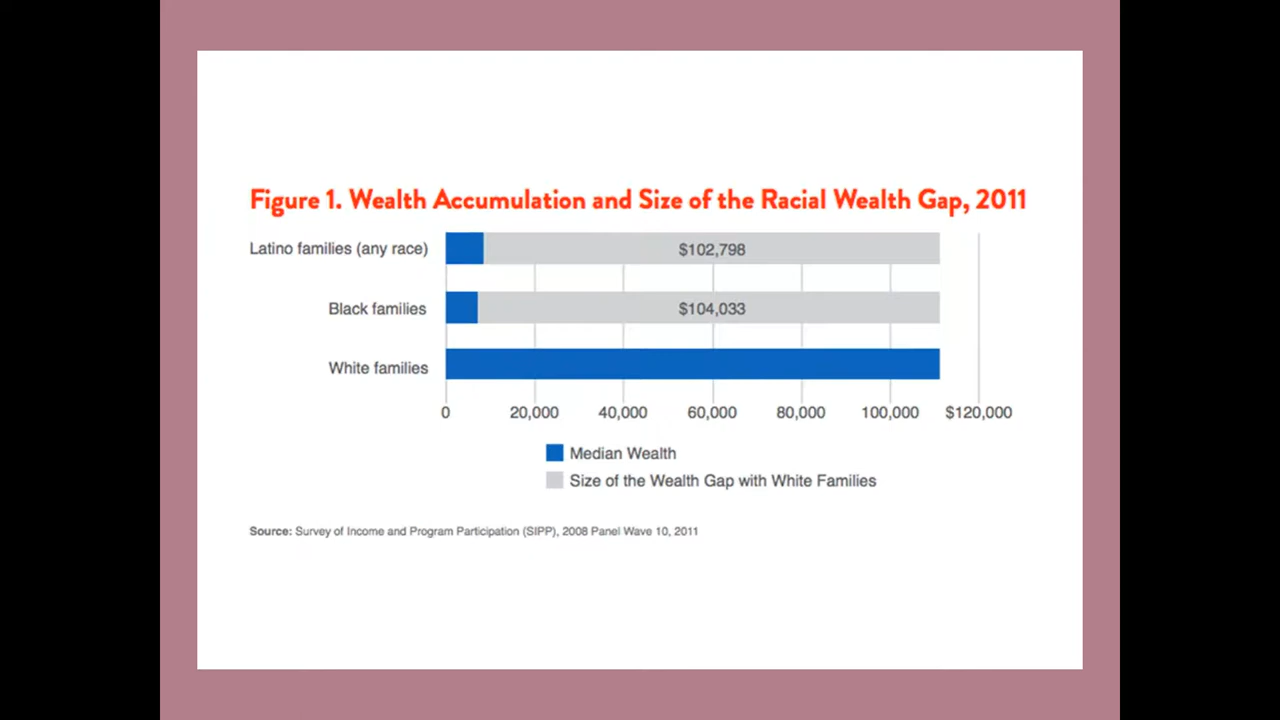 Figure 1. Wealth Accumulation and Size of the Racial Wealth Gap, 2011
Latino families (any race)
$102,798
Black families
$104,033
White families
0 20,000 40,000 60,000 80,000 100,000 $120,000
Median Wealth
Size of the Wealth Gap with White Families
Source: Survey of Income and Program Participation (SIPP), 2008 Panel Wave 10, 2011